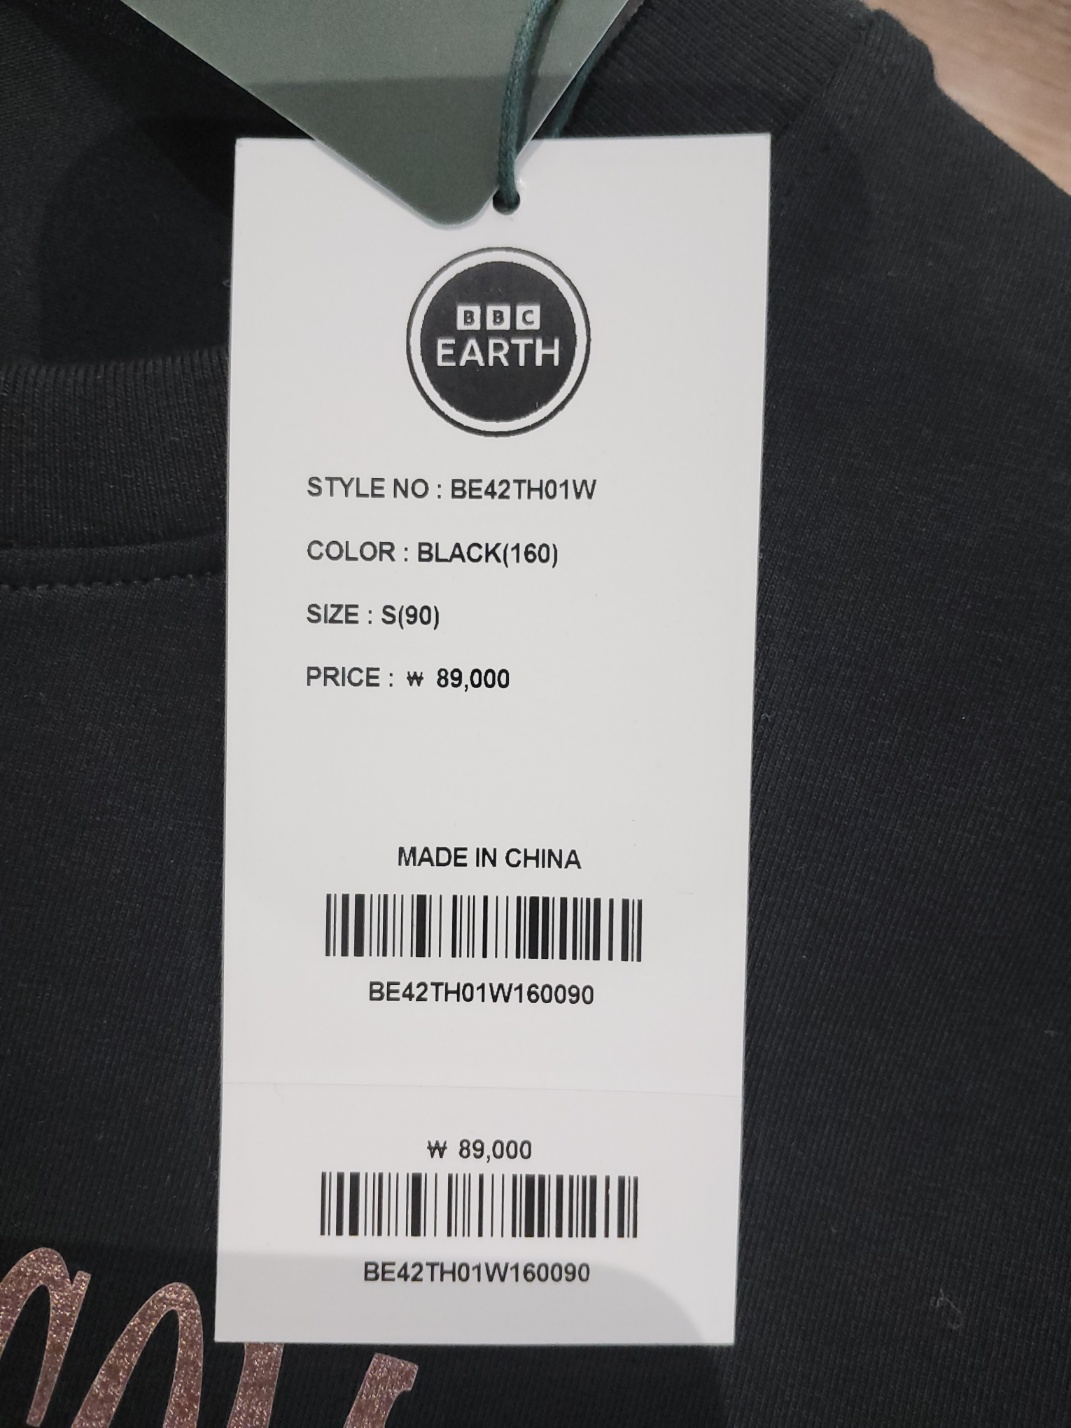 BBC
EARTH
STYLE NO : BE42TH01W
COLOR : BLACK(160)
SIZE : S(90)
PRICE : ₩ 89,000
MADE IN CHINA
BE42TH01W160090
₩ 89,000
BE42TH01W160090